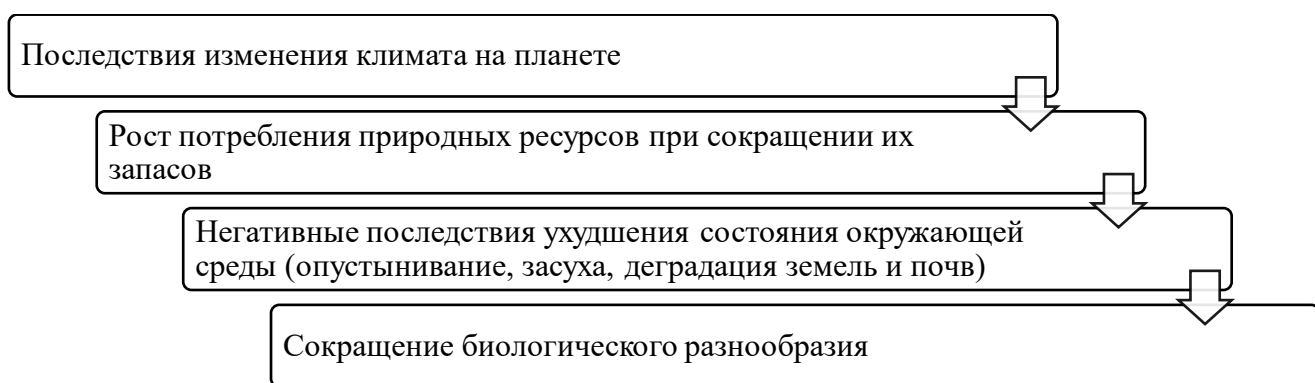 Последствия изменения климата на планете
Рост потребления природных ресурсов при сокращении их
запасов
Негативные последствия ухудшения состояния окружающей
среды (опустынивание, засуха, деградация земель и почв)
Сокращение биологического разнообразия